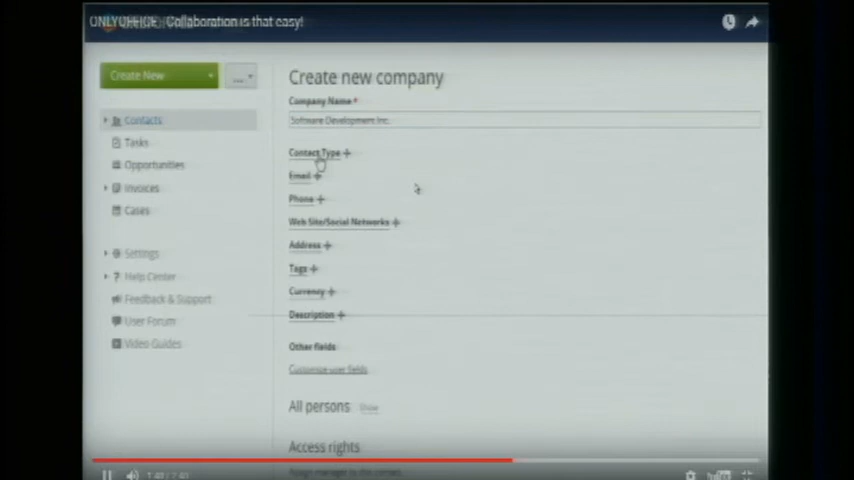 ONLYOFFICE - Collaboration is that easy!
Create New
...
Create new company
Company Name*
Software Development Inc.
Contacts
Tasks
Opportunities
Invoices
Cases
Settings
Help Center
Feedback & Support
User Forum
Video Guides
Contact Type +
Email +
Phone +
Web Site/Social Networks +
Address +
Tags +
Currency +
Description +
Other fields
Customize user fields
All persons Show
Access rights